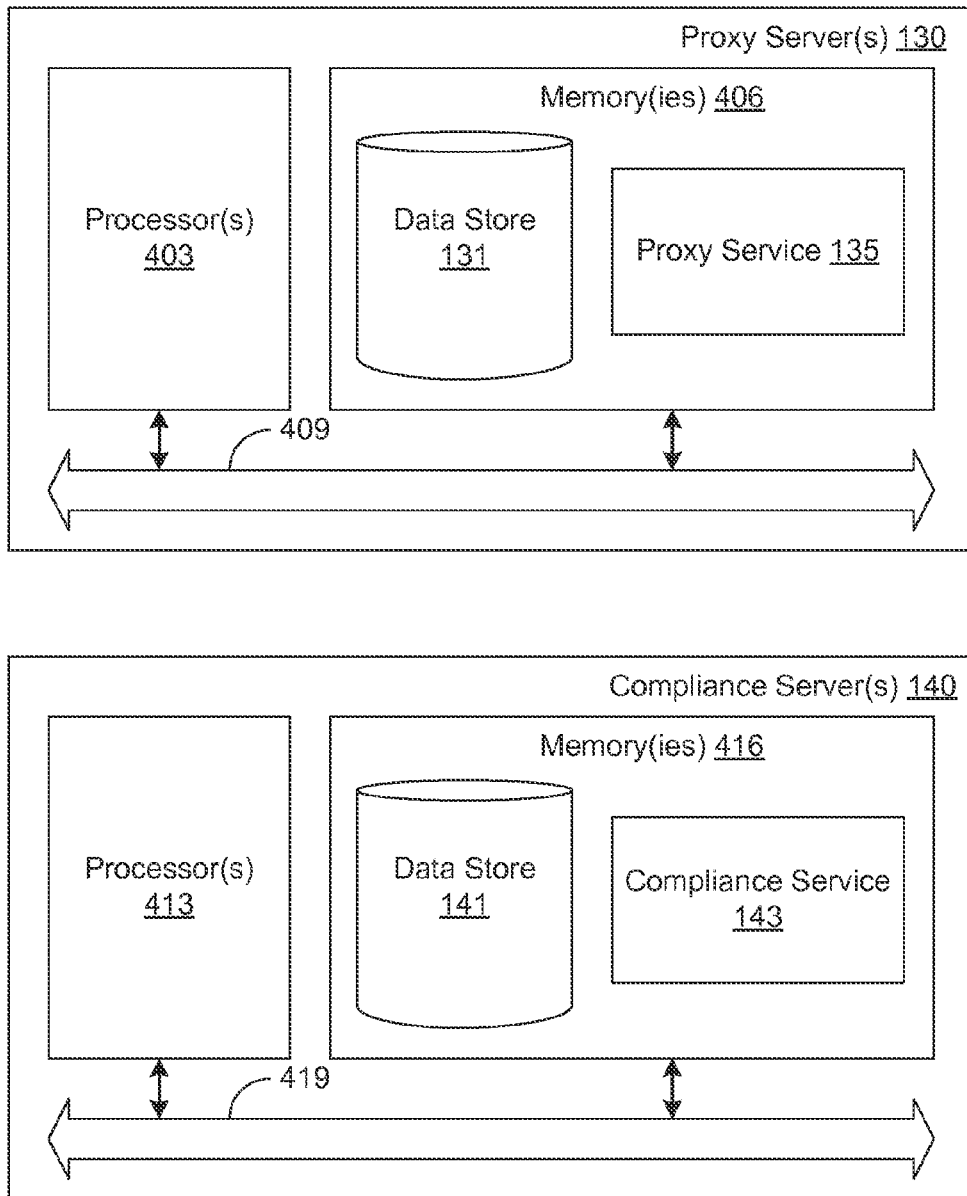 Proxy Server(s) 130
Memory(ies) 406
Processor(s)
403
Data Store
131
Proxy Service 135
409
Compliance Server(s) 140
Memory(ies) 416
Processor(s)
413
Data Store
141
Compliance Service
143
419